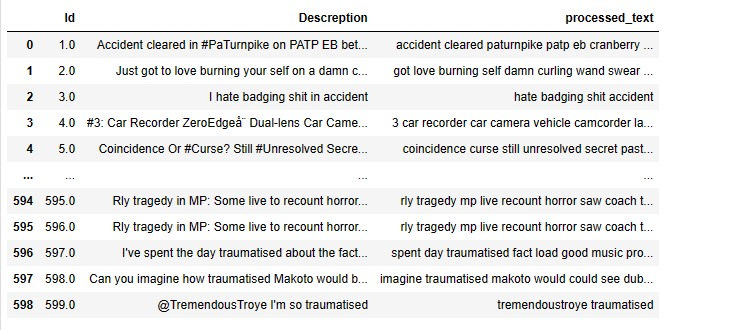 Id Descreption processed_text
0 1.0 Accident cleared in #PaTurnpike on PATP EB bet... accident cleared paturnpike patp eb cranberry ...
1 2.0 Just got to love burning your self on a damn c... got love burning self damn curling wand swear ...
2 3.0 I hate badging shit in accident hate badging shit accident
3 4.0 #3: Car Recorder ZeroEdgeå¨ Dual-lens Car Came... 3 car recorder car camera vehicle camcorder la...
4 5.0 Coincidence Or #Curse? Still #Unresolved Secre... coincidence curse still unresolved secret past...
... ... ... ...
594 595.0 Rly tragedy in MP: Some live to recount horror... rly tragedy mp live recount horror saw coach t...
595 596.0 Rly tragedy in MP: Some live to recount horror... rly tragedy mp live recount horror saw coach t...
596 597.0 I've spent the day traumatised about the fact... spent day traumatised fact load good music pro...
597 598.0 Can you imagine how traumatised Makoto would b... imagine traumatised makoto would could see dub...
598 599.0 @TremendousTroye I'm so traumatised tremendoustroye traumatised